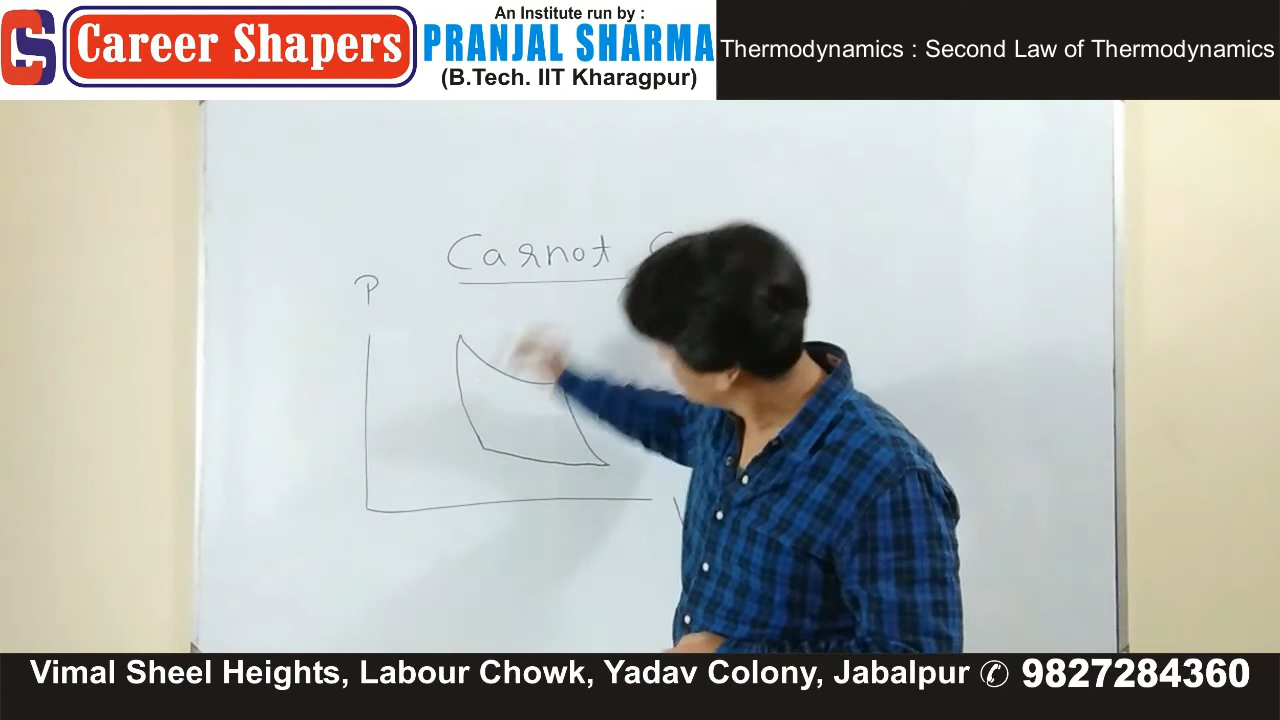 CS
Career Shapers
An Institute run by :
PRANJAL SHARMA
(B.Tech. IIT Kharagpur)
Thermodynamics : Second Law of Thermodynamics
Carnot
P
Vimal Sheel Heights, Labour Chowk, Yadav Colony, Jabalpur ✆ 9827284360